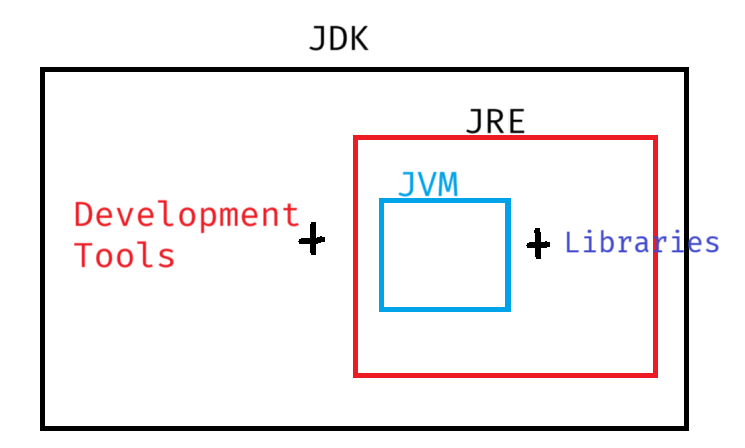 JDK
JRE
JVM
Development
Tools
+
+ Libraries